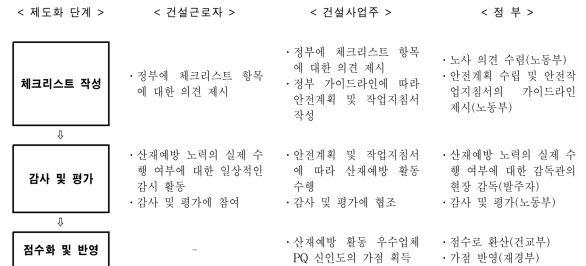 < 제도화 단계 > < 건설근로자 > < 건설사업주 > < 정 부 >
체크리스트 작성
· 정부에 체크리스트 항목
에 대한 의견 제시
· 정부에 체크리스트 항목
에 대한 의견 제시
· 정부 가이드라인에 따라
안전계획 및 작업지침서
작성
· 노사 의견 수렴(노동부)
· 안전계획 수립 및 안전작
업지침서의 가이드라인
제시(노동부)
⇩
감사 및 평가
· 산재예방 노력의 실제 수
행 여부에 대한 일상적인
감시 활동
· 감사 및 평가에 참여
· 안전계획 및 작업지침서
에 따라 산재예방 활동
수행
· 감사 및 평가에 협조
· 산재예방 노력의 실제 수
행 여부에 대한 감독관의
현장 감독(발주자)
· 감사 및 평가(노동부)
⇩
점수화 및 반영
-
· 산재예방 활동 우수업체
PQ 신인도의 가점 획득
· 점수로 환산(건교부)
· 가점 반영(재경부)